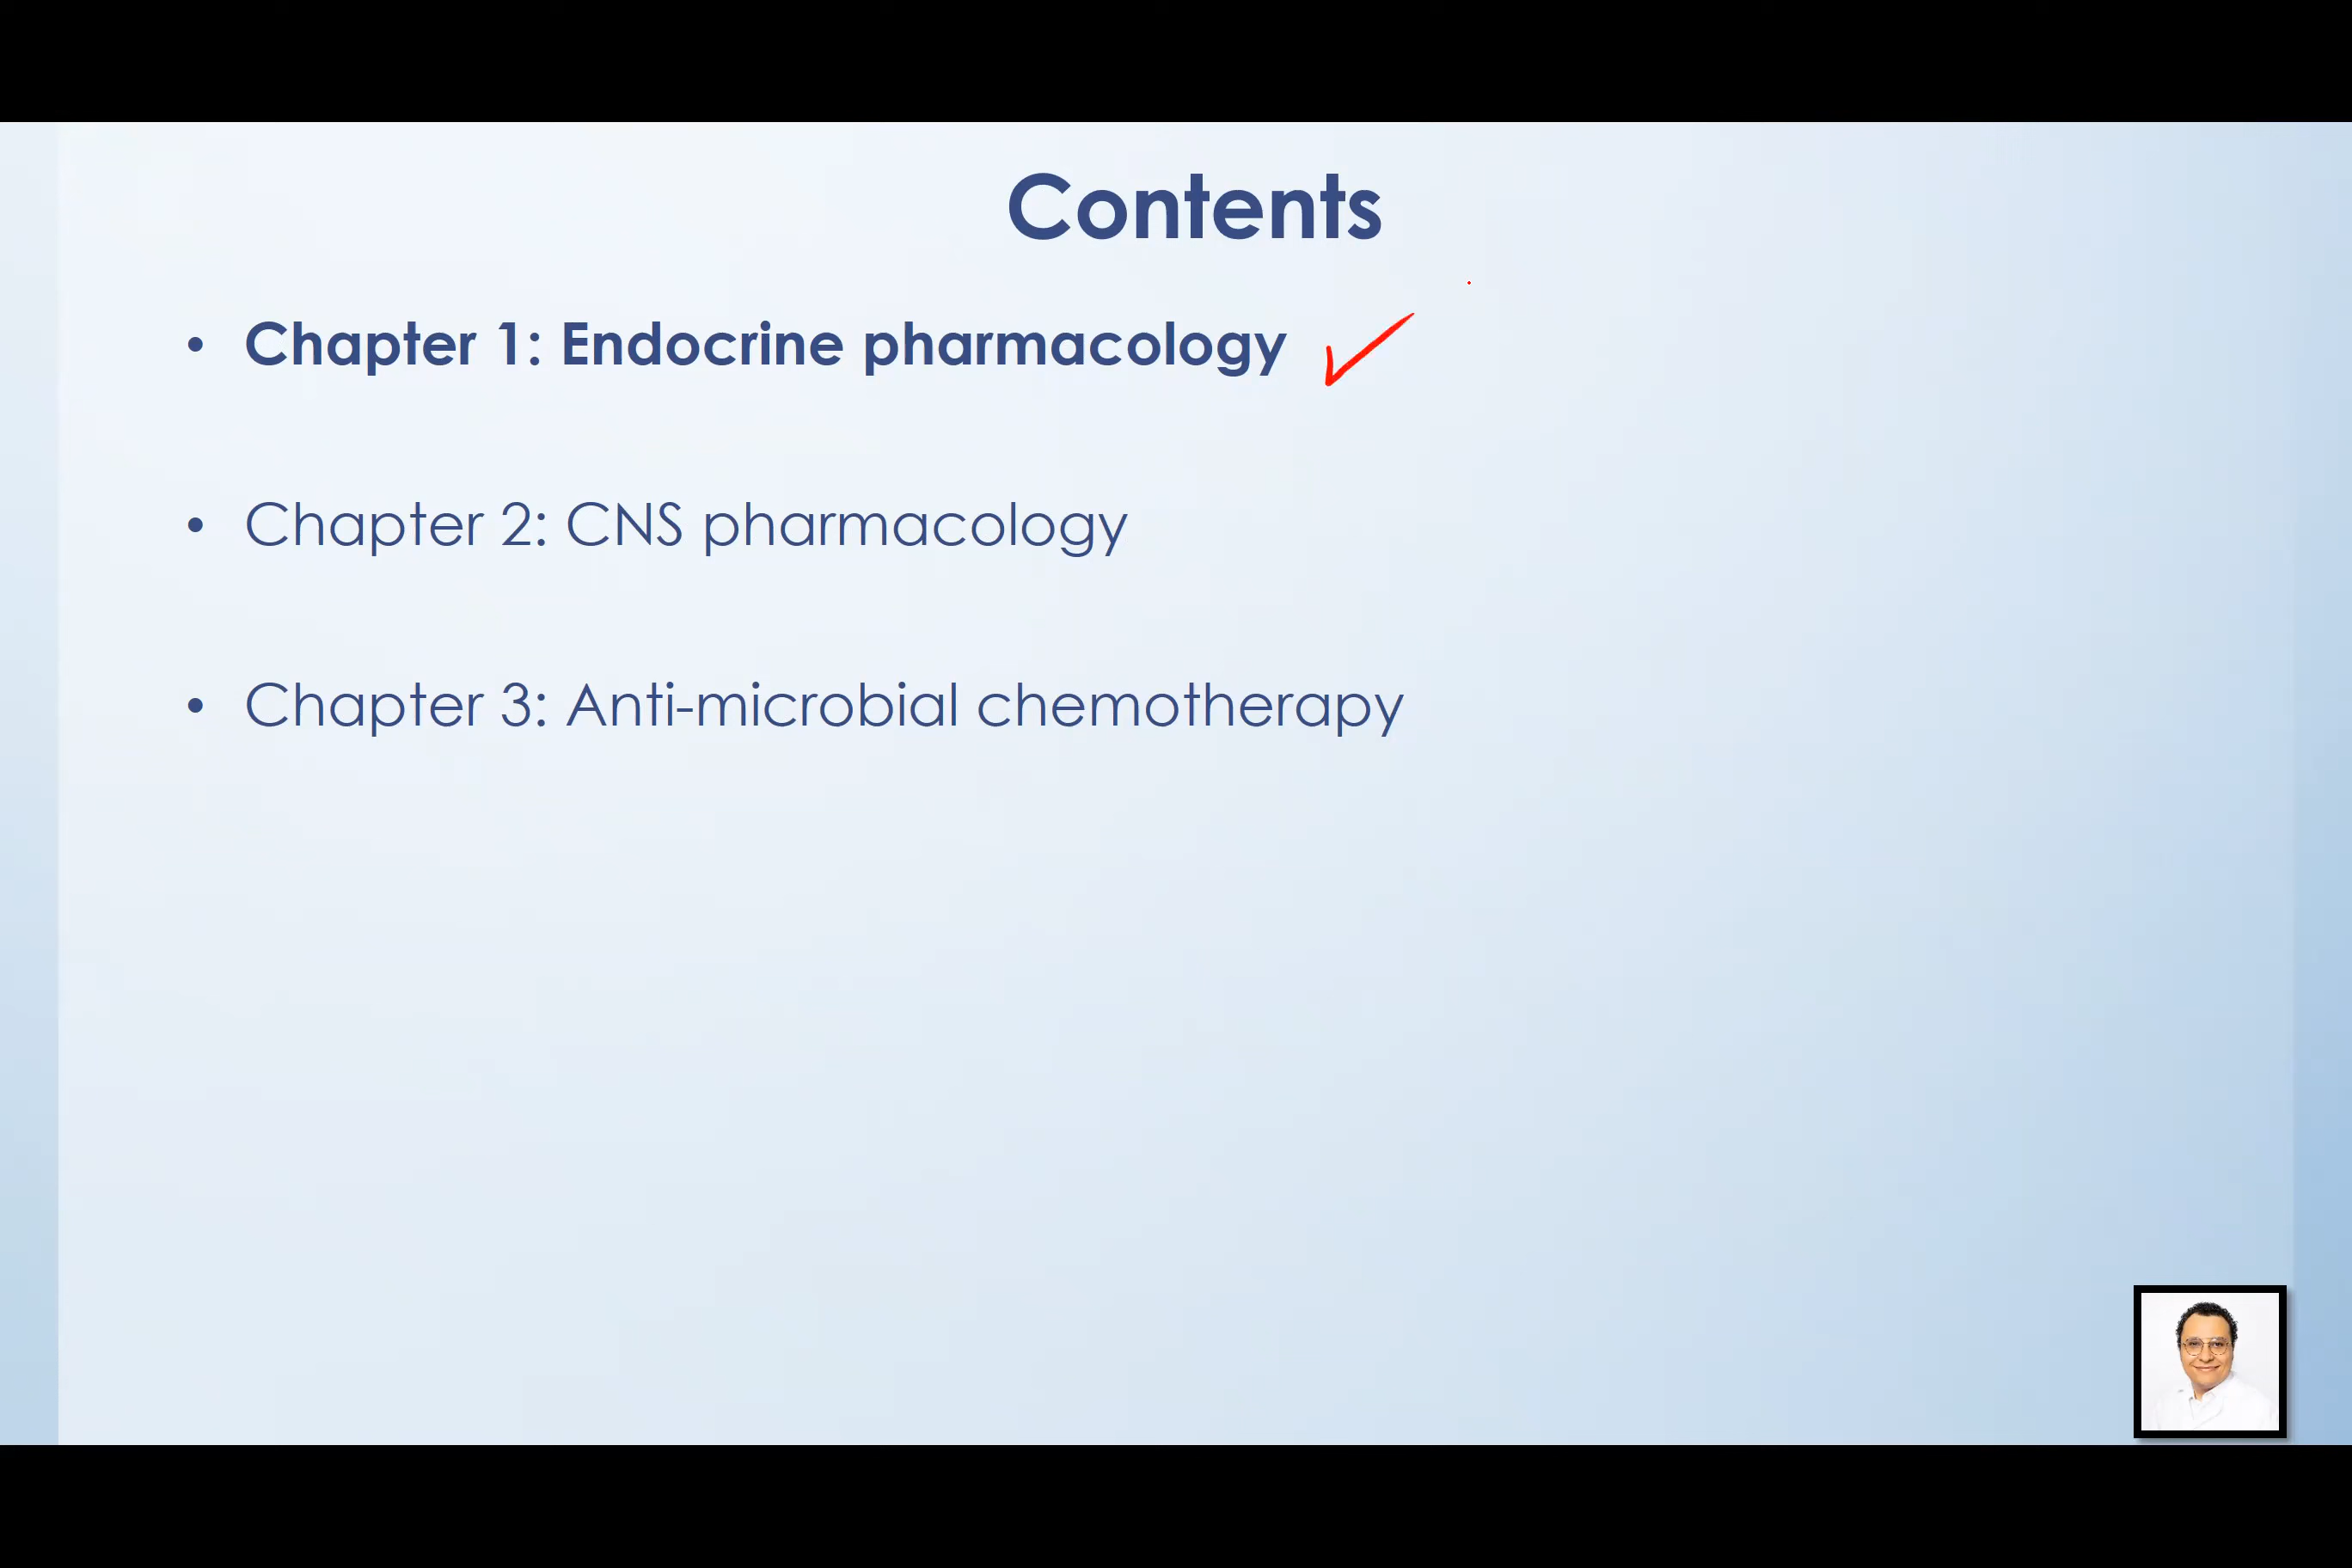 Contents
• Chapter 1: Endocrine pharmacology
• Chapter 2: CNS pharmacology
• Chapter 3: Anti-microbial chemotherapy